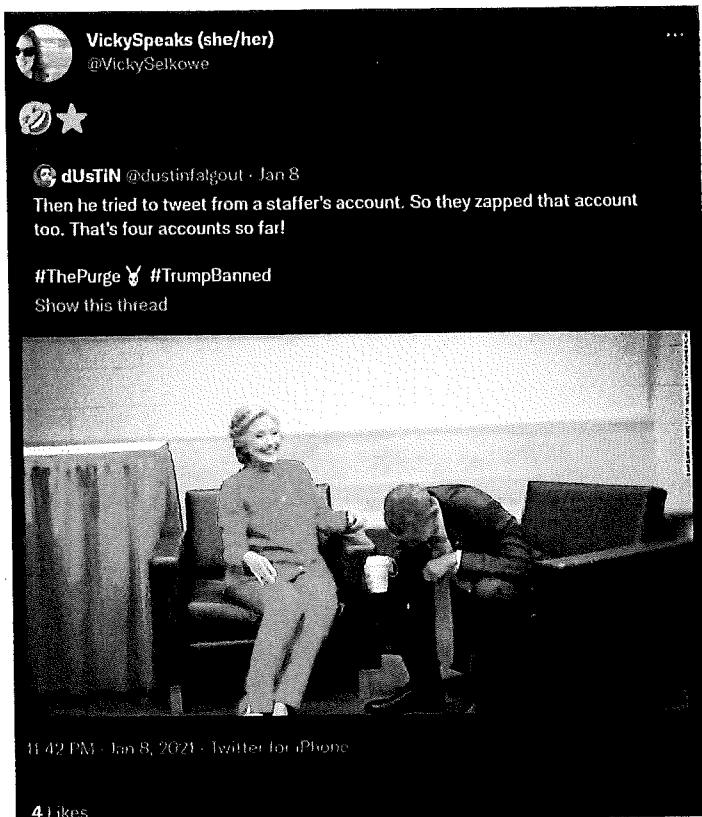 VickySpeaks (she/her)
@VickySelkowe
🤣⭐
dUsTiN @dustinfalgout · Jan 8
Then he tried to tweet from a staffer's account. So they zapped that account
too. That's four accounts so far!
#ThePurge #TrumpBanned
Show this thread
11:42 PM · Jan 8, 2021 · Twitter for iPhone
4 Likes